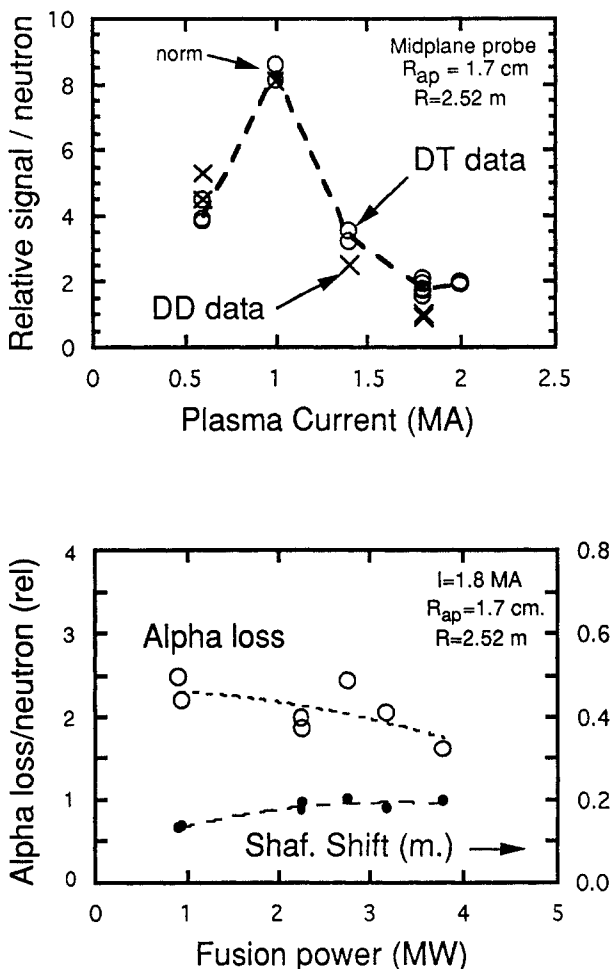 10
8
6
4
2
0
Relative signal / neutron
norm
Midplane probe
Rap = 1.7 cm
R=2.52 m
DT data
DD data
0
0.5
1
1.5
2
2.5
Plasma Current (MA)
4
3
2
1
0
Alpha loss/neutron (rel)
I=1.8 MA
Rap=1.7 cm.
R=2.52 m
Alpha loss
Shaf. Shift (m.)
0.8
0.6
0.4
0.2
0.0
0
1
2
3
4
5
Fusion power (MW)